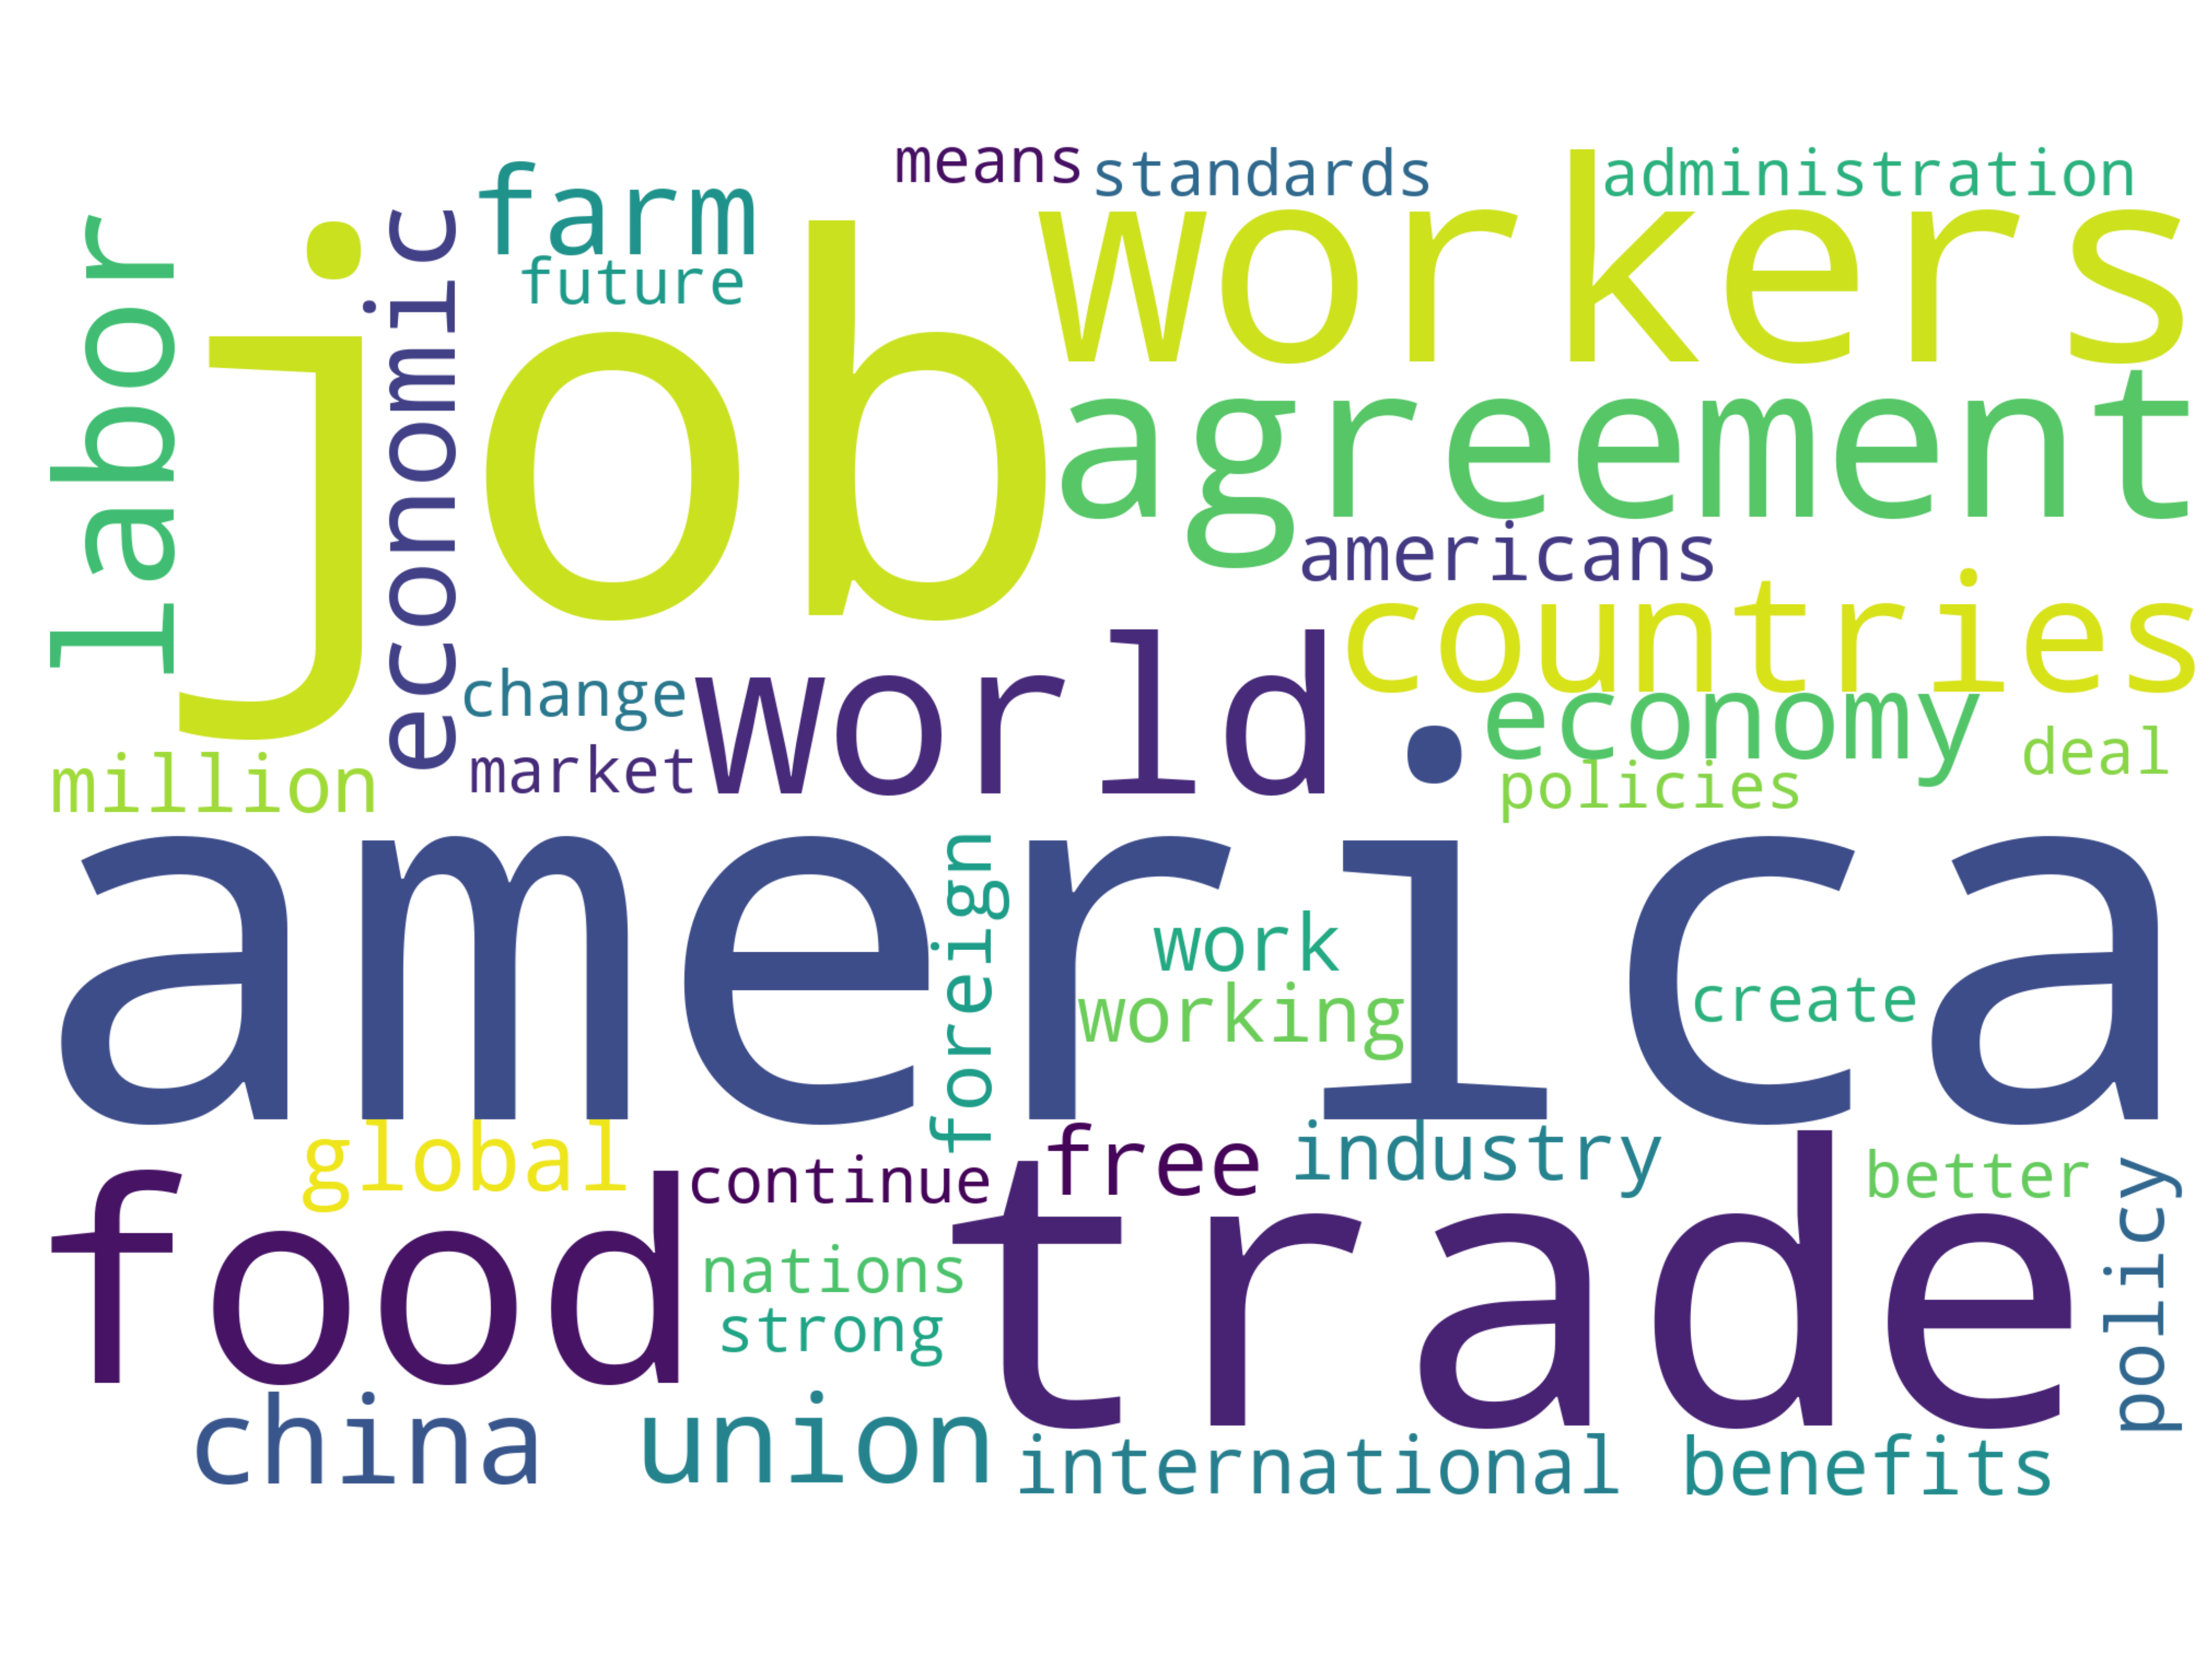 means
standards
administration
farm
workers
labor
economic
future
job
agreement
americans
countries
change
world
economy
market
policies
deal
million
america
foreign
work
working
create
global
continue
free
industry
better
food
trade
policy
nations
strong
china
union
international
benefits